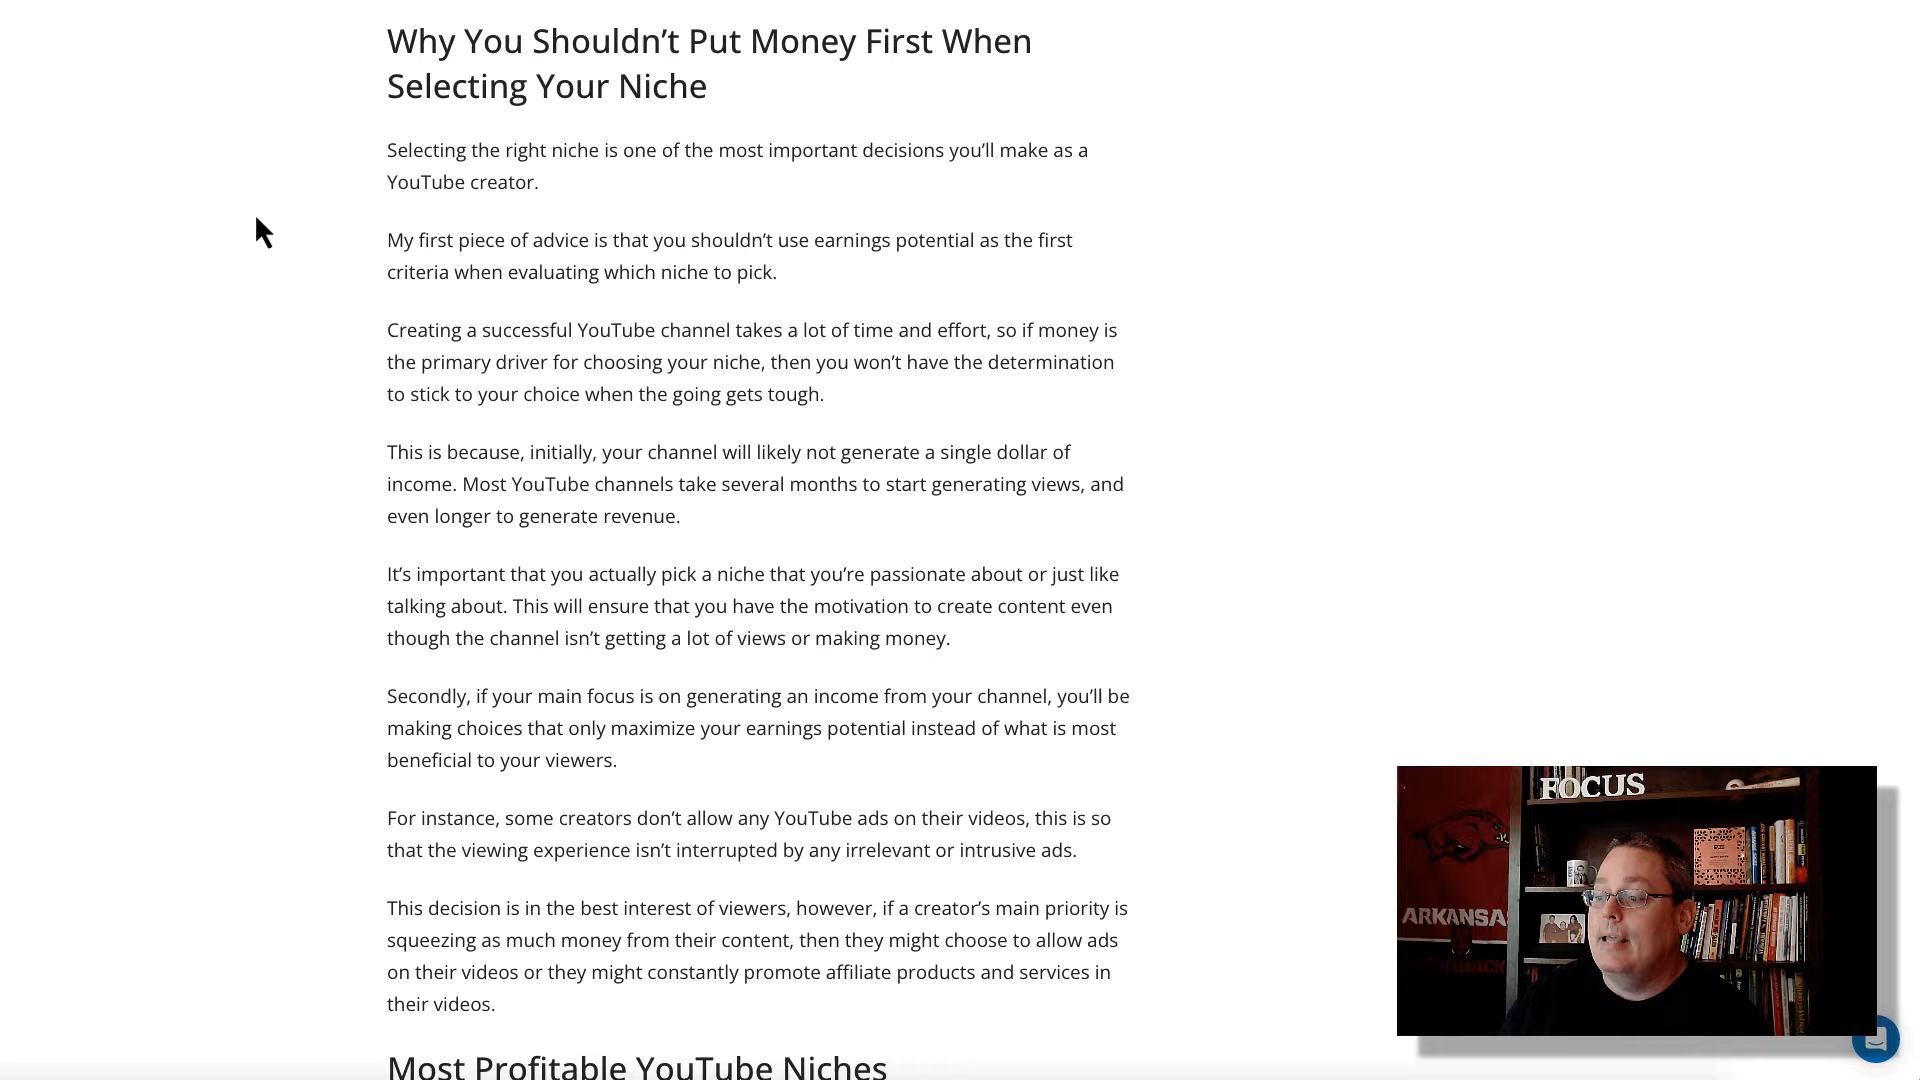 Why You Shouldn’t Put Money First When
Selecting Your Niche
Selecting the right niche is one of the most important decisions you’ll make as a
YouTube creator.
My first piece of advice is that you shouldn’t use earnings potential as the first
criteria when evaluating which niche to pick.
Creating a successful YouTube channel takes a lot of time and effort, so if money is
the primary driver for choosing your niche, then you won’t have the determination
to stick to your choice when the going gets tough.
This is because, initially, your channel will likely not generate a single dollar of
income. Most YouTube channels take several months to start generating views, and
even longer to generate revenue.
It’s important that you actually pick a niche that you’re passionate about or just like
talking about. This will ensure that you have the motivation to create content even
though the channel isn’t getting a lot of views or making money.
Secondly, if your main focus is on generating an income from your channel, you’ll be
making choices that only maximize your earnings potential instead of what is most
beneficial to your viewers.
For instance, some creators don’t allow any YouTube ads on their videos, this is so
that the viewing experience isn’t interrupted by any irrelevant or intrusive ads.
This decision is in the best interest of viewers, however, if a creator’s main priority is
squeezing as much money from their content, then they might choose to allow ads
on their videos or they might constantly promote affiliate products and services in
their videos.
Most Profitable YouTube Niches
FOCUS
ARKANSA